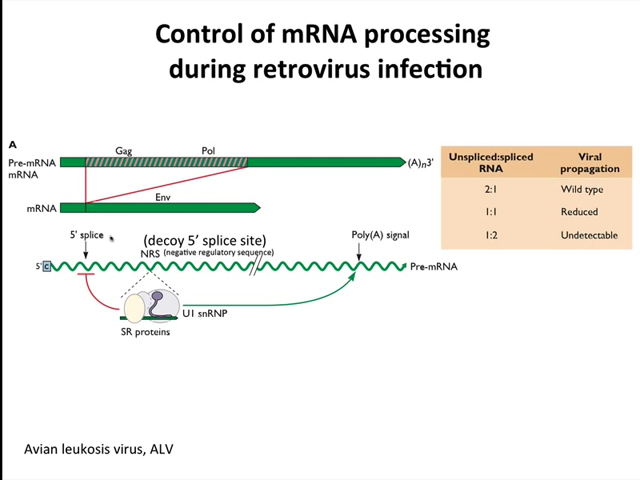 Control of mRNA processing
during retrovirus infection
A
Gag Pol
Pre-mRNA
mRNA
(A)n3'
Env
mRNA
Unspliced:spliced RNA Viral propagation
2:1 Wild type
1:1 Reduced
1:2 Undetectable
5' splice
(decoy 5' splice site)
NRS (negative regulatory sequence)
Poly(A) signal
5' C
Pre-mRNA
U1 snRNP
SR proteins
Avian leukosis virus, ALV